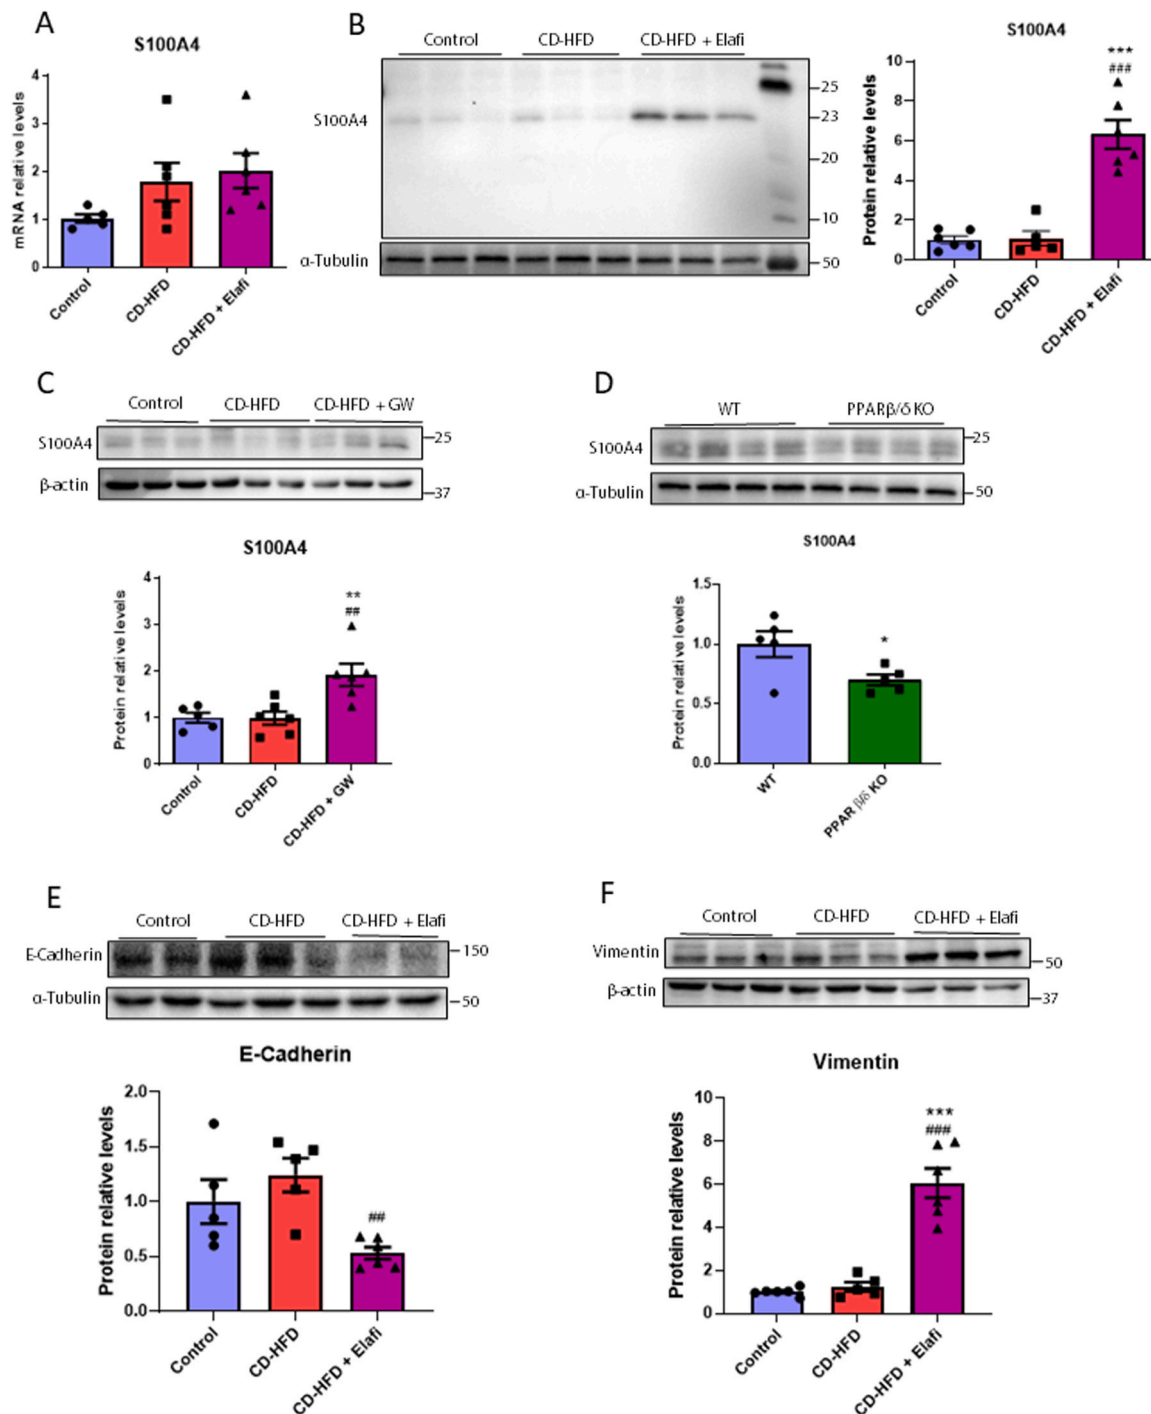 A
S100A4
mRNA relative levels
4
3
2
1
0
Control
CD-HFD
CD-HFD + Elafi
B
Control
CD-HFD
CD-HFD + Elafi
S100A4
25
23
20
10
α-Tubulin
50
S100A4
Protein relative levels
10
8
6
4
2
0
***
###
Control
CD-HFD
CD-HFD + Elafi
C
Control
CD-HFD
CD-HFD + GW
S100A4
25
β-actin
37
S100A4
Protein relative levels
4
3
2
1
0
**
##
Control
CD-HFD
CD-HFD + GW
D
WT
PPARβ/δ KO
S100A4
25
α-Tubulin
50
S100A4
Protein relative levels
1.5
1.0
0.5
0.0
*
WT
PPAR β/δ KO
E
Control
CD-HFD
CD-HFD + Elafi
E-Cadherin
150
α-Tubulin
50
E-Cadherin
Protein relative levels
2.0
1.5
1.0
0.5
0.0
##
Control
CD-HFD
CD-HFD + Elafi
F
Control
CD-HFD
CD-HFD + Elafi
Vimentin
50
β-actin
37
Vimentin
Protein relative levels
10
8
6
4
2
0
***
###
Control
CD-HFD
CD-HFD + Elafi